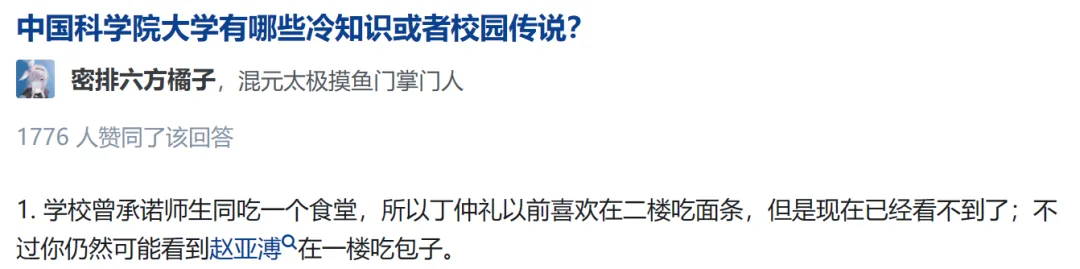 中国科学院大学有哪些冷知识或者校园传说？
密排六方橘子，混元太极摸鱼门掌门人
1776 人赞同了该回答
1. 学校曾承诺师生同吃一个食堂，所以丁仲礼以前喜欢在二楼吃面条，但是现在已经看不到了；不
过你仍然可能看到赵亚溥在一楼吃包子。